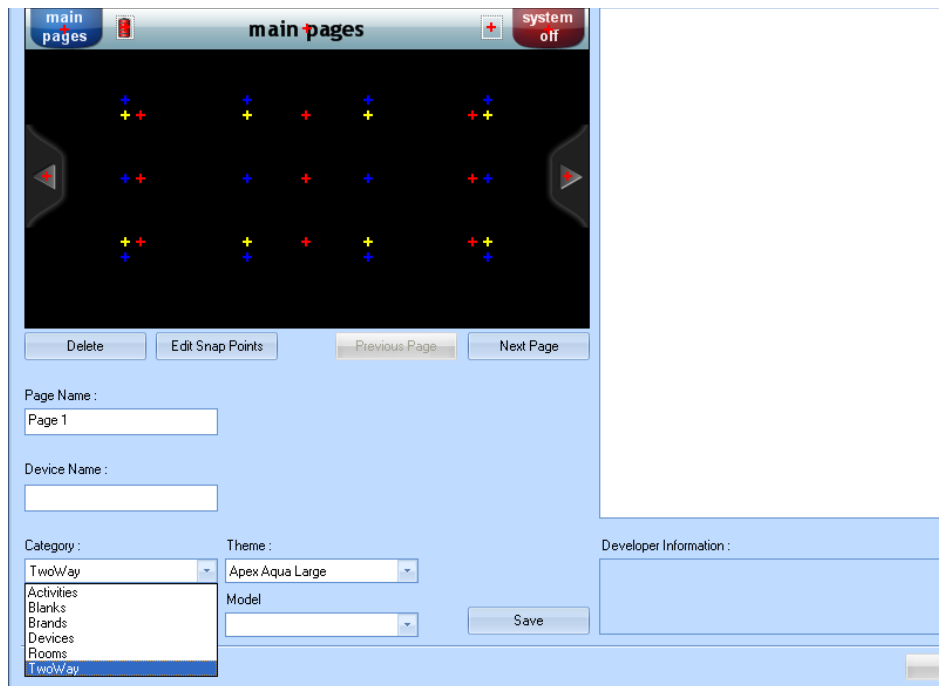 main pages
main pages
system off
Delete
Edit Snap Points
Previous Page
Next Page
Page Name :
Page 1
Device Name :
Category :
Theme :
Developer Information :
TwoWay
Apex Aqua Large
Activities
Blanks
Brands
Devices
Rooms
TwoWay
Model
Save